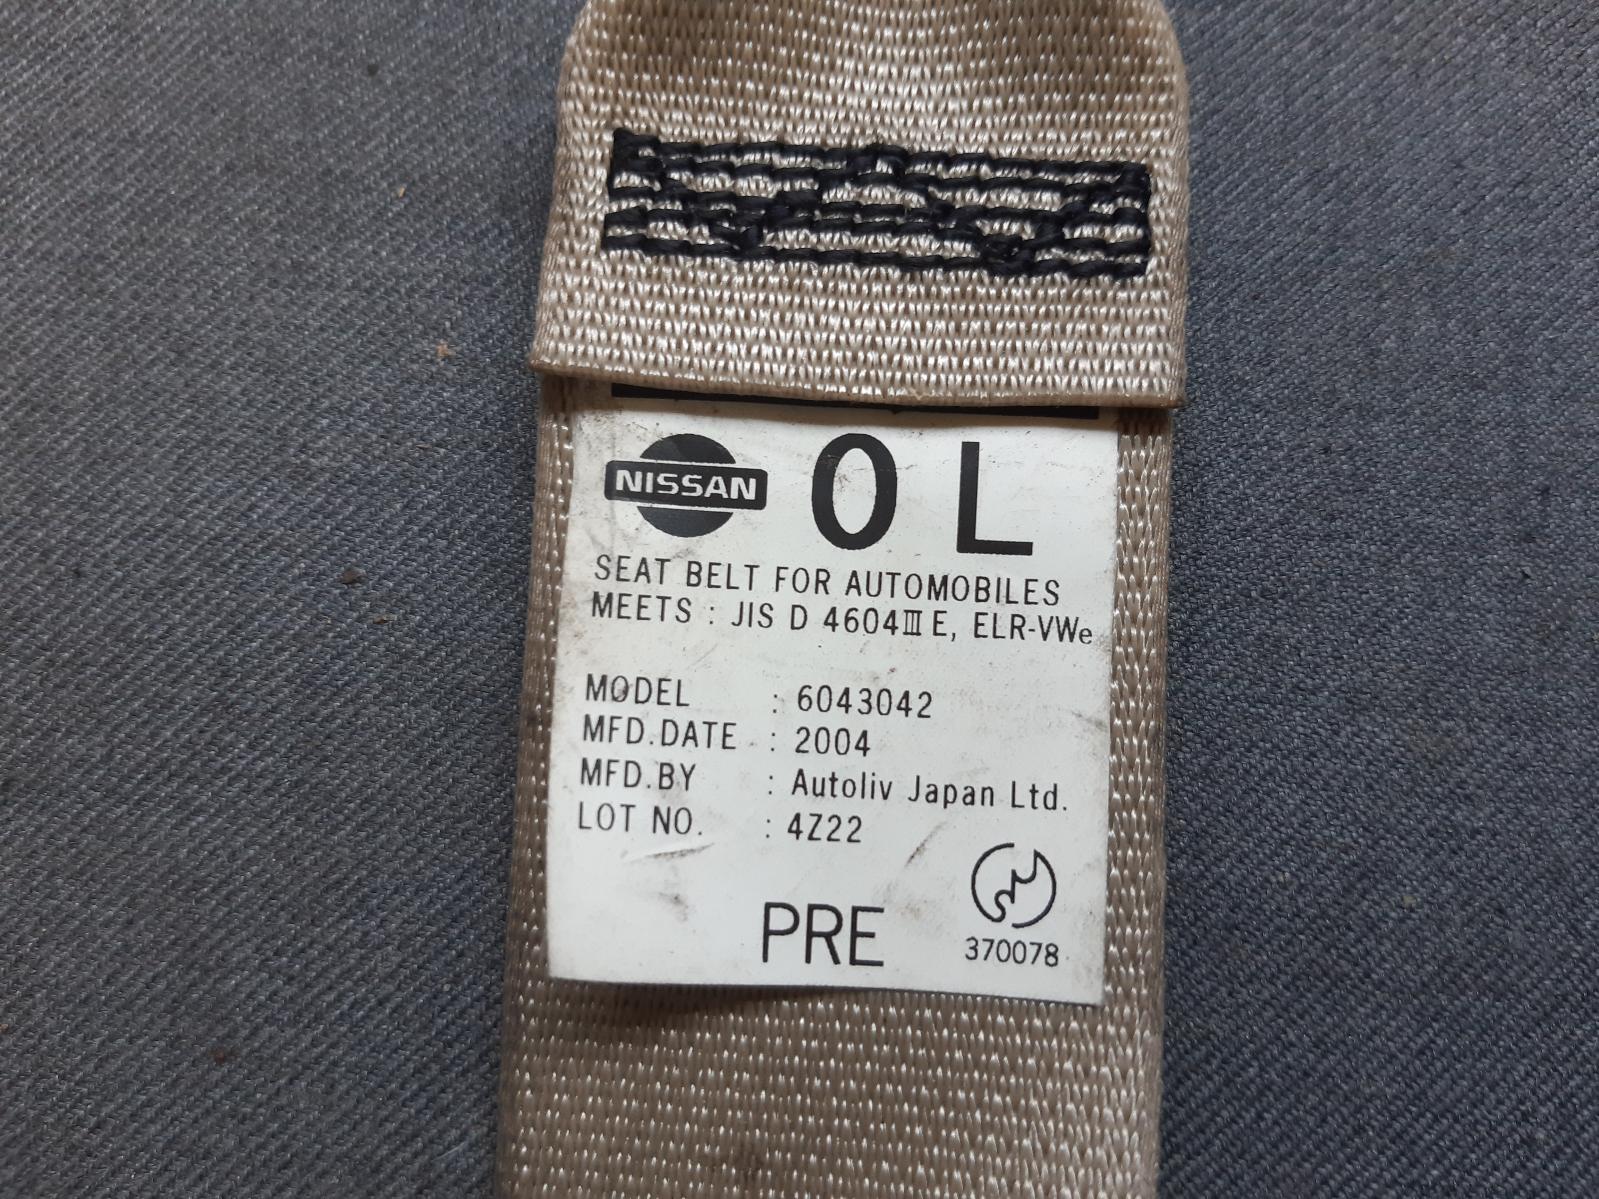 NISSAN OL
SEAT BELT FOR AUTOMOBILES
MEETS : JIS D 4604Ⅲ E, ELR-VWe
MODEL : 6043042
MFD.DATE : 2004
MFD.BY : Autoliv Japan Ltd.
LOT NO. : 4Z22
PRE
370078